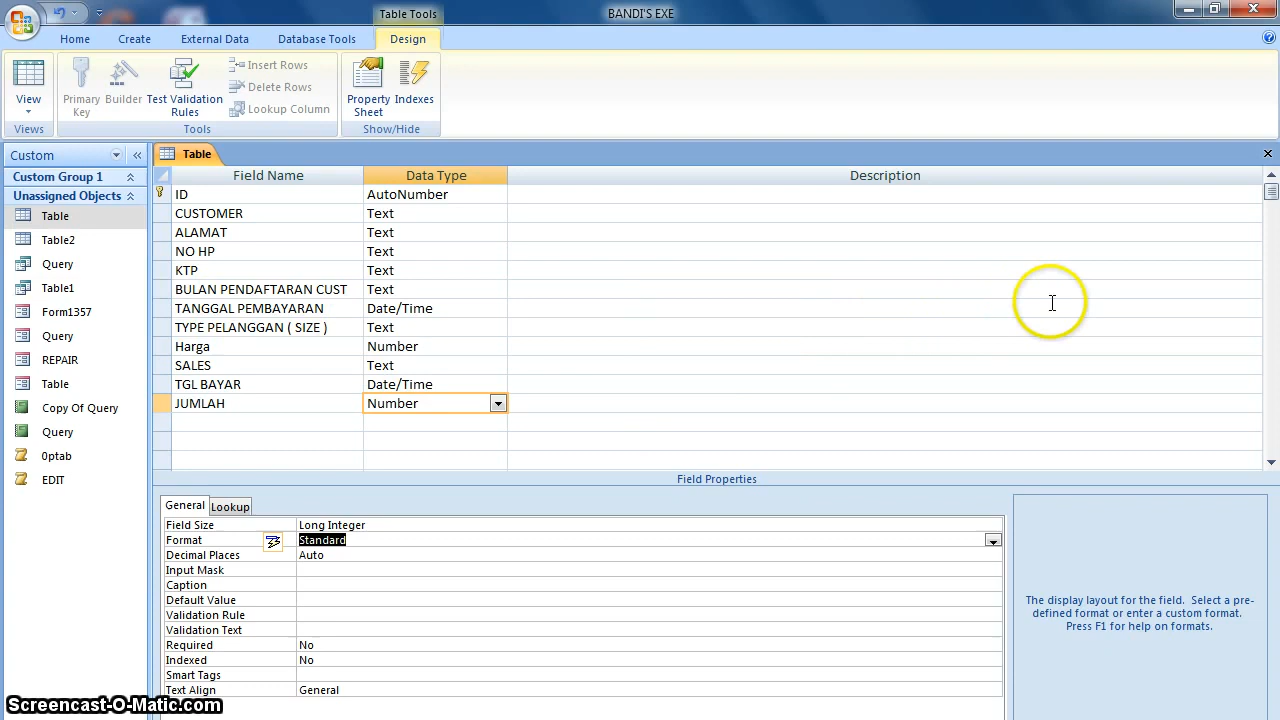 Table Tools
BANDI'S EXE
Home
Create
External Data
Database Tools
Design
View
Primary Key
Builder
Test Validation Rules
Insert Rows
Delete Rows
Lookup Column
Property Sheet
Indexes
Views
Tools
Show/Hide
Custom
Custom Group 1
Unassigned Objects
Table
Table2
Query
Table1
Form1357
Query
REPAIR
Table
Copy Of Query
Query
0ptab
EDIT
Table
Field Name Data Type Description
ID AutoNumber
CUSTOMER Text
ALAMAT Text
NO HP Text
KTP Text
BULAN PENDAFTARAN CUST Text
TANGGAL PEMBAYARAN Date/Time
TYPE PELANGGAN ( SIZE ) Text
Harga Number
SALES Text
TGL BAYAR Date/Time
JUMLAH Number
Field Properties
General Lookup
Field Size Long Integer
Format Standard
Decimal Places Auto
Input Mask
Caption
Default Value
Validation Rule
Validation Text
Required No
Indexed No
Smart Tags
Text Align General
The display layout for the field. Select a pre-
defined format or enter a custom format.
Press F1 for help on formats.
Screencast-O-Matic.com